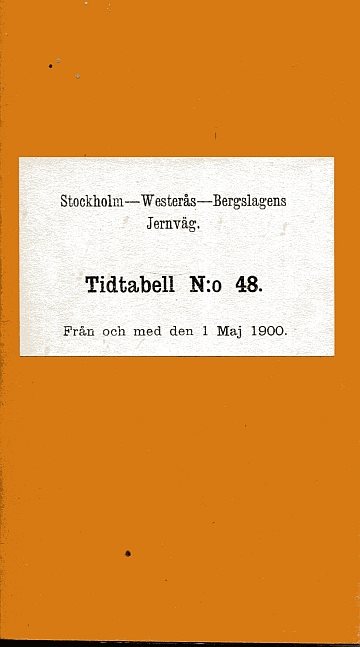 Stockholm—Westerås—Bergslagens
Jernväg.
Tidtabell N:o 48.
Från och med den 1 Maj 1900.